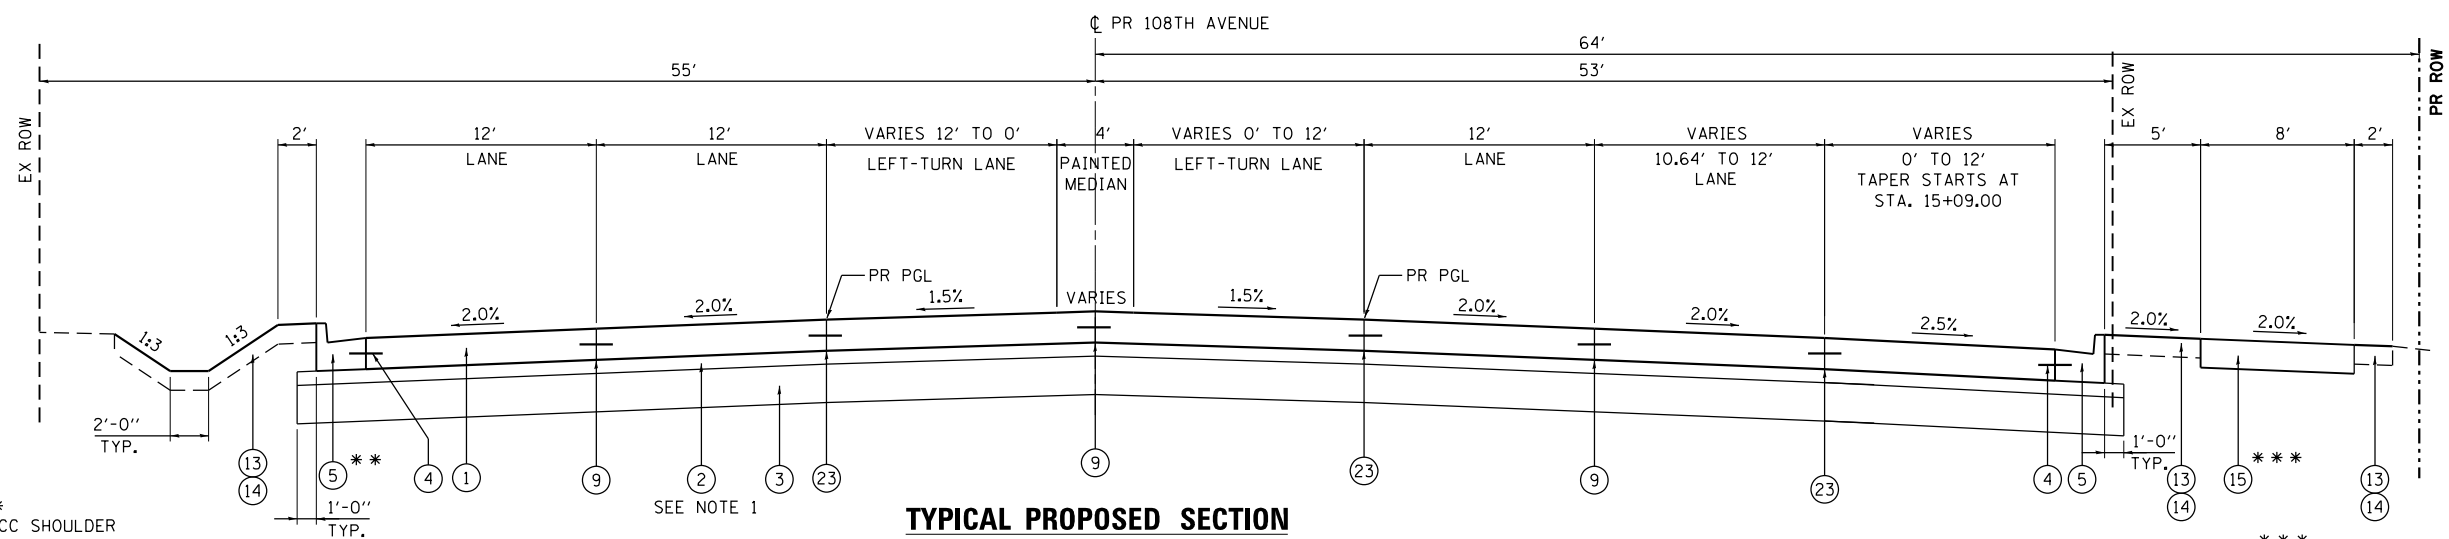 ℄ PR 108TH AVENUE
64'
55'
53'
EX ROW
EX ROW
PR ROW
2'
12'
LANE
12'
LANE
VARIES 12' TO 0'
LEFT-TURN LANE
4'
PAINTED
MEDIAN
VARIES 0' TO 12'
LEFT-TURN LANE
12'
LANE
VARIES
10.64' TO 12'
LANE
VARIES
0' TO 12'
TAPER STARTS AT
STA. 15+09.00
5'
8'
2'
PR PGL
PR PGL
1:3
1:3
2.0%
2.0%
1.5%
VARIES
1.5%
2.0%
2.0%
2.5%
2.0%
2.0%
2'-0"
TYP.
13
14
5 **
4
1
9
2
SEE NOTE 1
3
23
9
23
9
23
4
5
1'-0"
TYP.
13
14
15 ***
13
14
1'-0"
TYP.
*
CC SHOULDER
TYPICAL PROPOSED SECTION
***